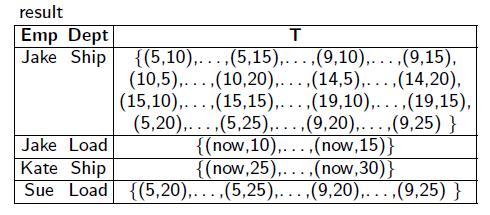 result
Emp Dept T
Jake Ship {(5,10),...,(5,15),...,(9,10),...,(9,15),
(10,5),...,(10,20),...,(14,5),...,(14,20),
(15,10),...,(15,15),...,(19,10),...,(19,15),
(5,20),...,(5,25),...,(9,20),...,(9,25) }
Jake Load {(now,10),...,(now,15)}
Kate Ship {(now,25),...,(now,30)}
Sue Load {(5,20),...,(5,25),...,(9,20),...,(9,25) }